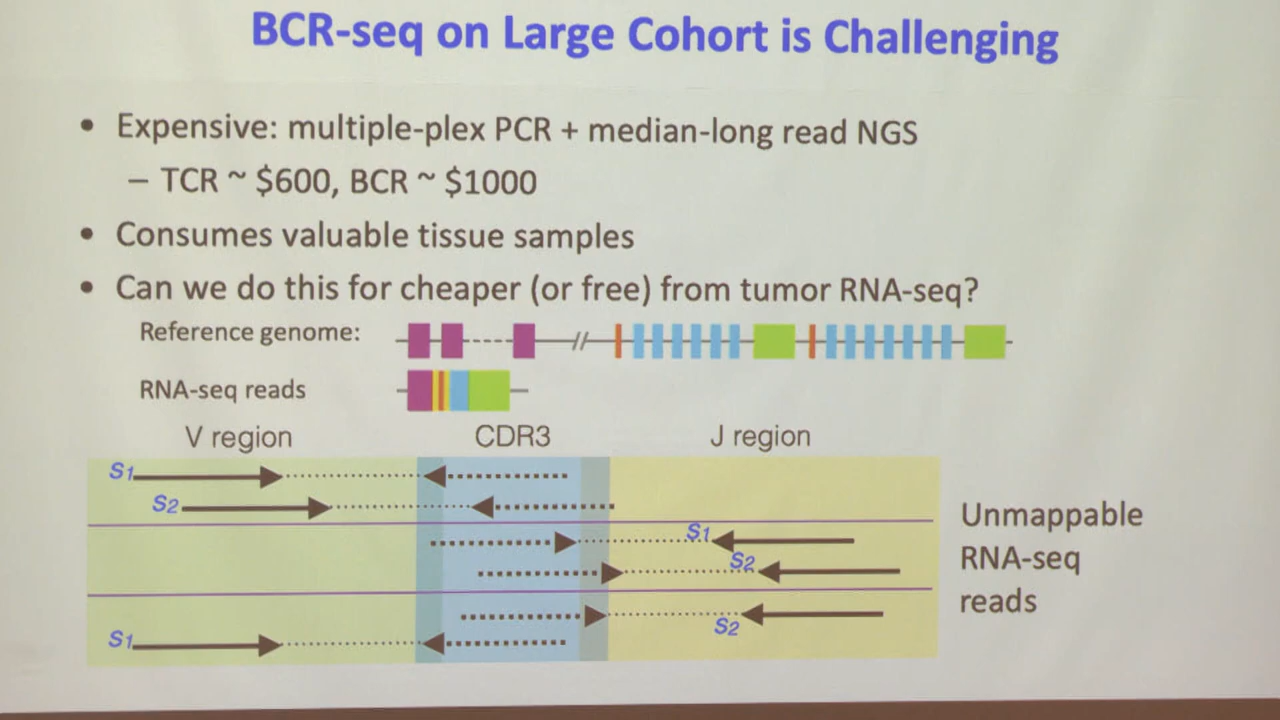 BCR-seq on Large Cohort is Challenging
• Expensive: multiple-plex PCR + median-long read NGS
– TCR ~ $600, BCR ~ $1000
• Consumes valuable tissue samples
• Can we do this for cheaper (or free) from tumor RNA-seq?
Reference genome:
//
RNA-seq reads
V region CDR3 J region
S1
S2
S1
S2
S2
S1
Unmappable
RNA-seq
reads